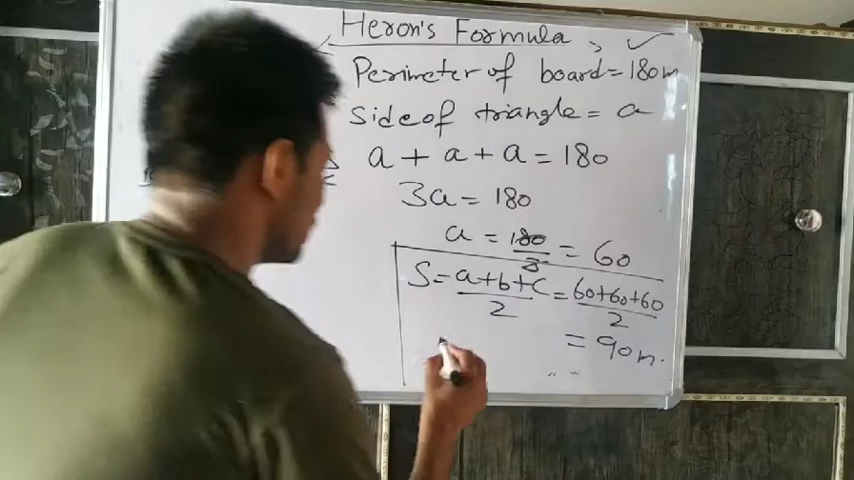 Heron's Formula
Perimeter of board = 180m
side of triangle = a
a + a + a = 180
3a = 180
a = 180/3 = 60
S = a+b+c/2 = 60+60+60/2
= 90m.